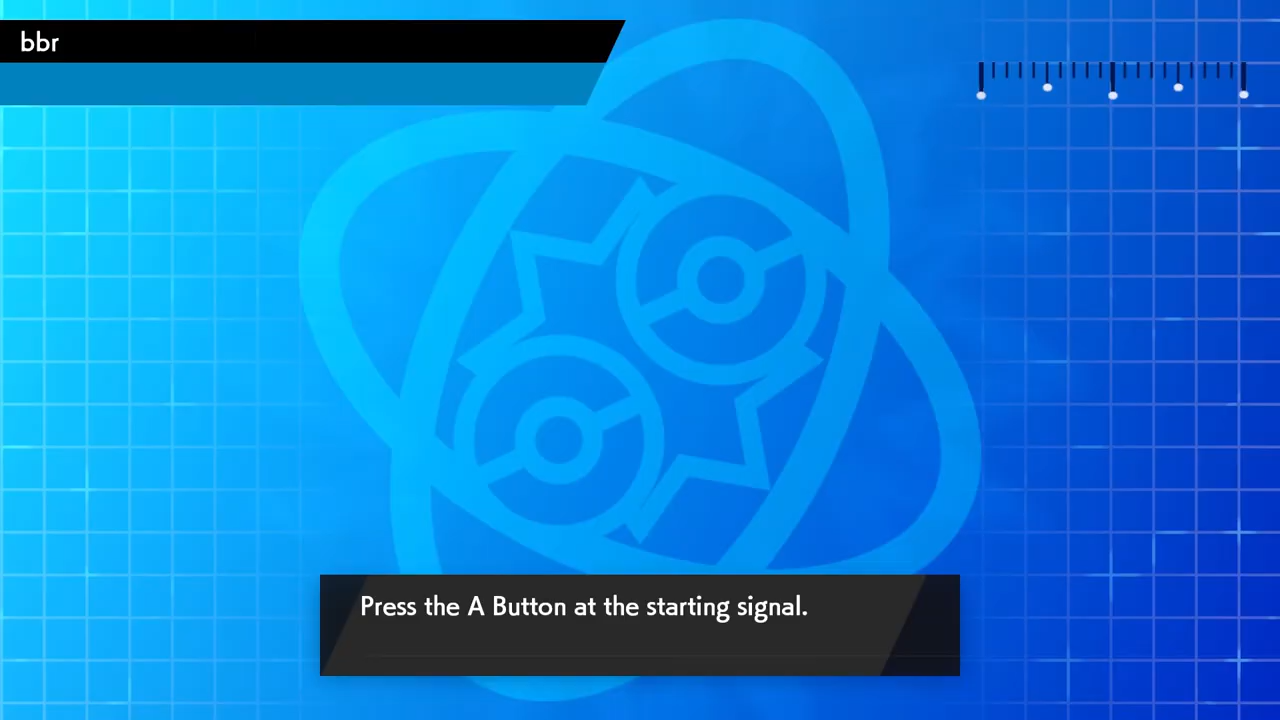 bbr
Press the A Button at the starting signal.